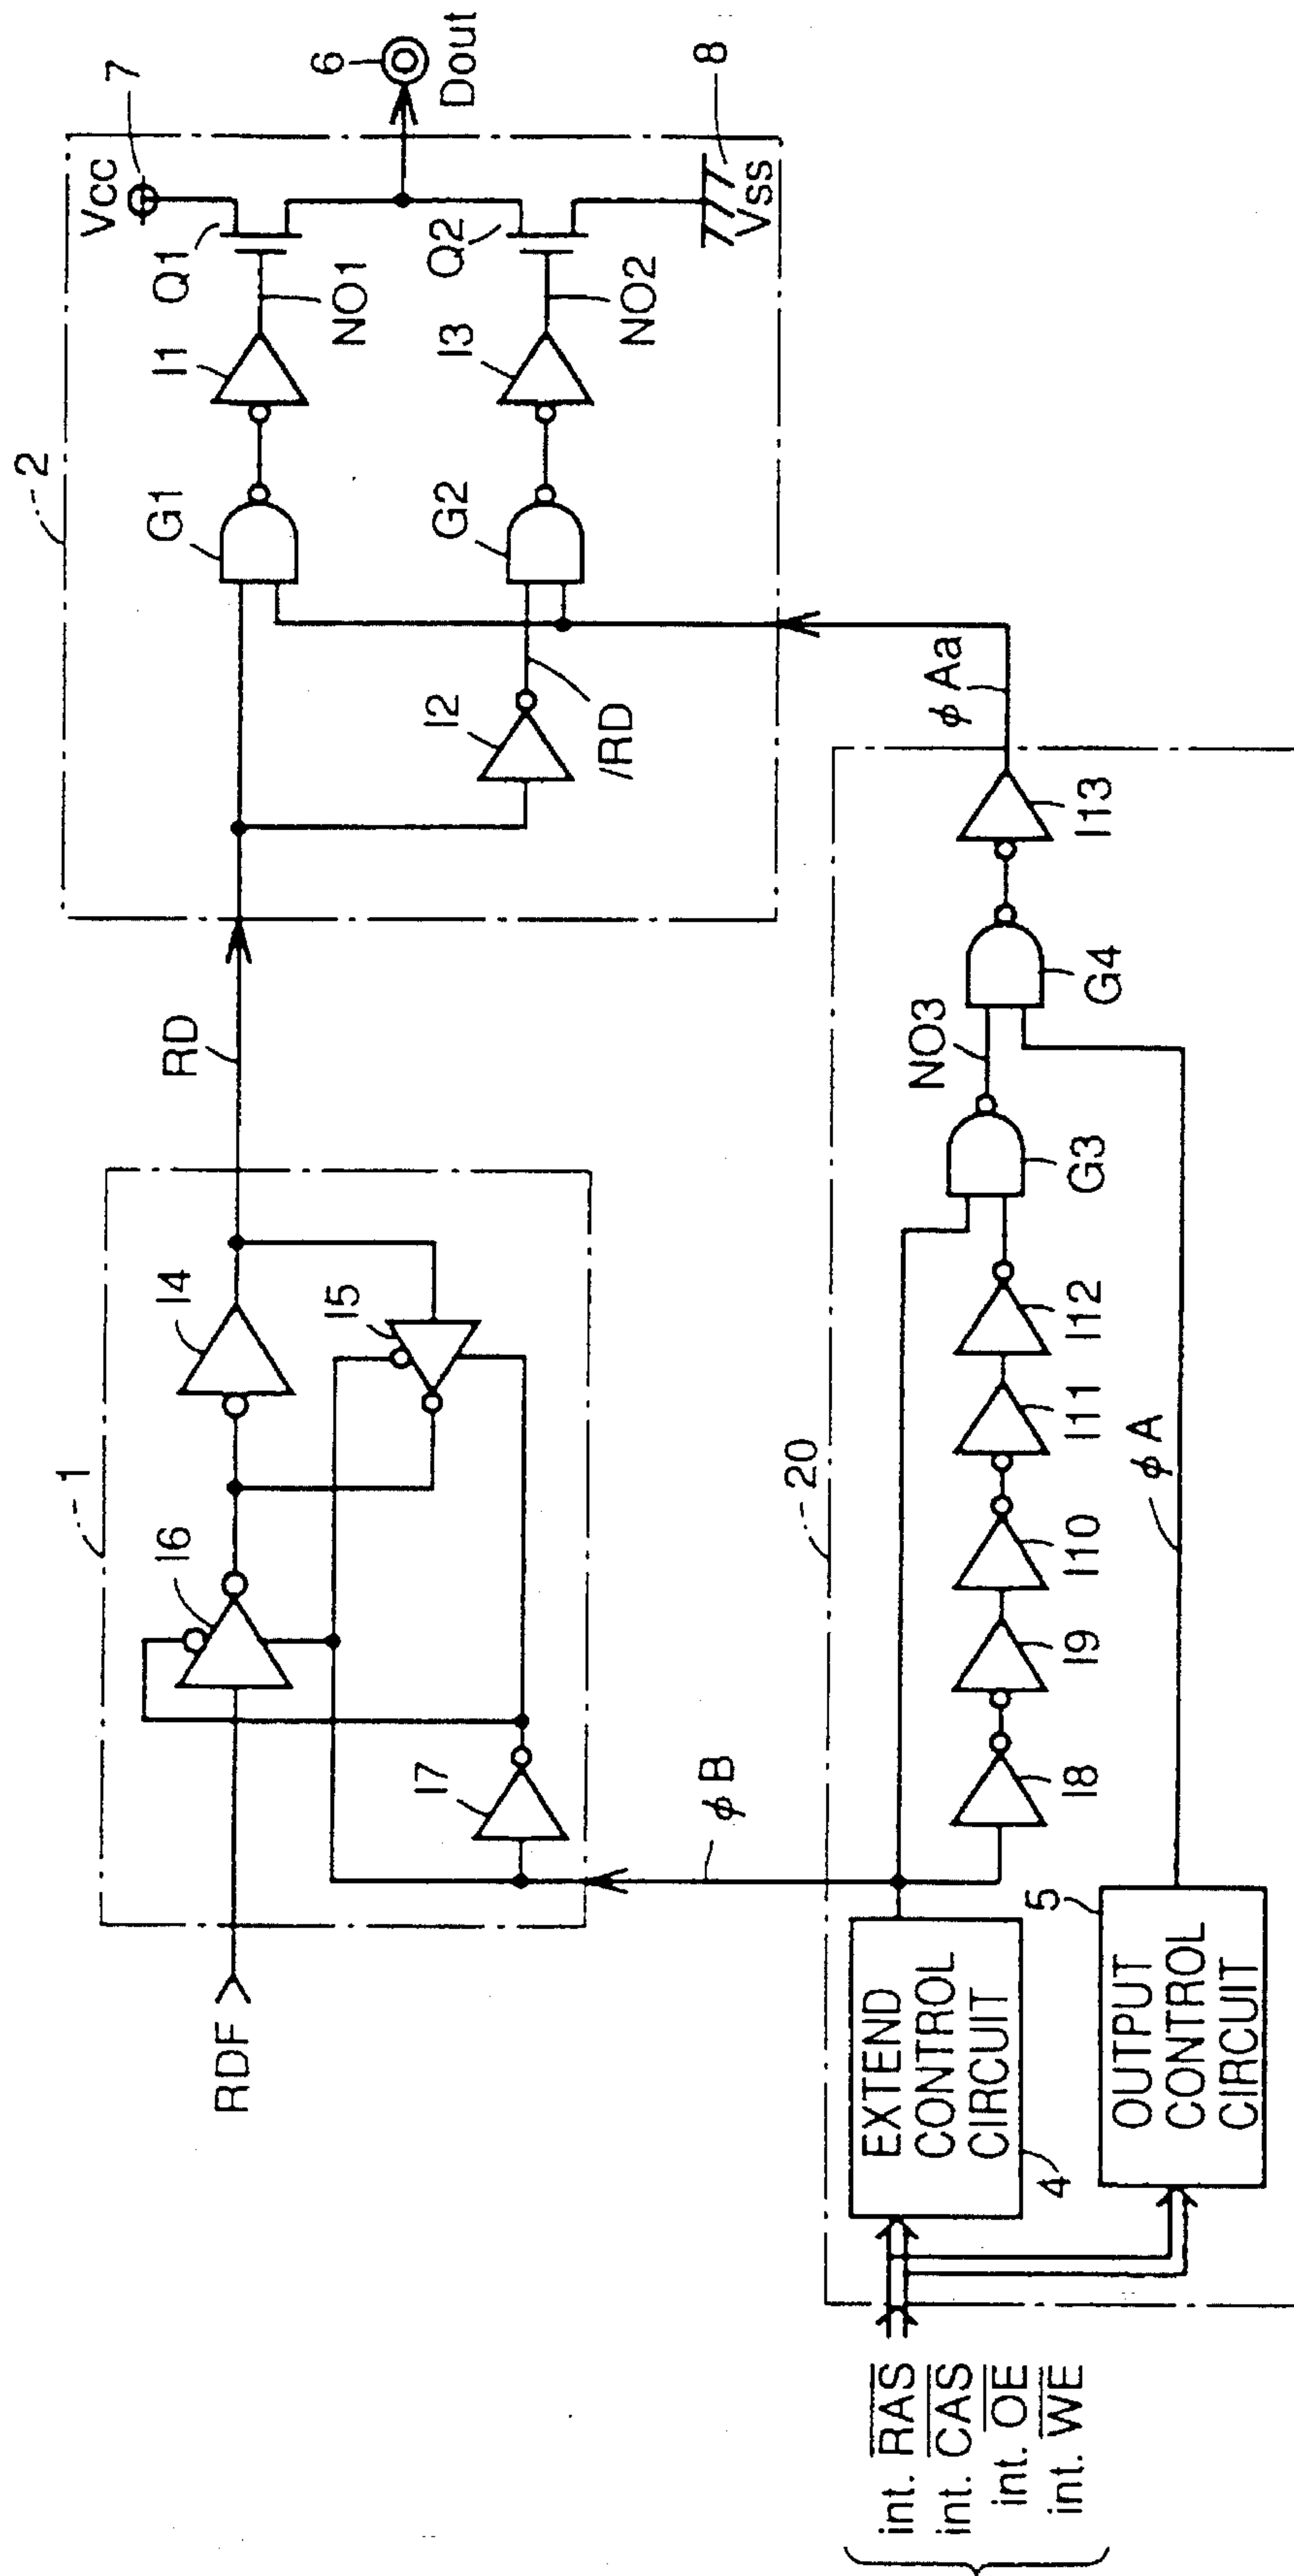 2
Vcc
7
Q1
I1
NO1
G1
6
Dout
Q2
I3
NO2
G2
8
Vss
I2
/RD
RD
1
I4
I5
I6
I7
RDF
φB
φAa
20
I13
G4
NO3
G3
I12
I11
I10
I9
I8
φA
EXTEND
CONTROL
CIRCUIT
4
5
OUTPUT
CONTROL
CIRCUIT
int. RAS
int. CAS
int. OE
int. WE